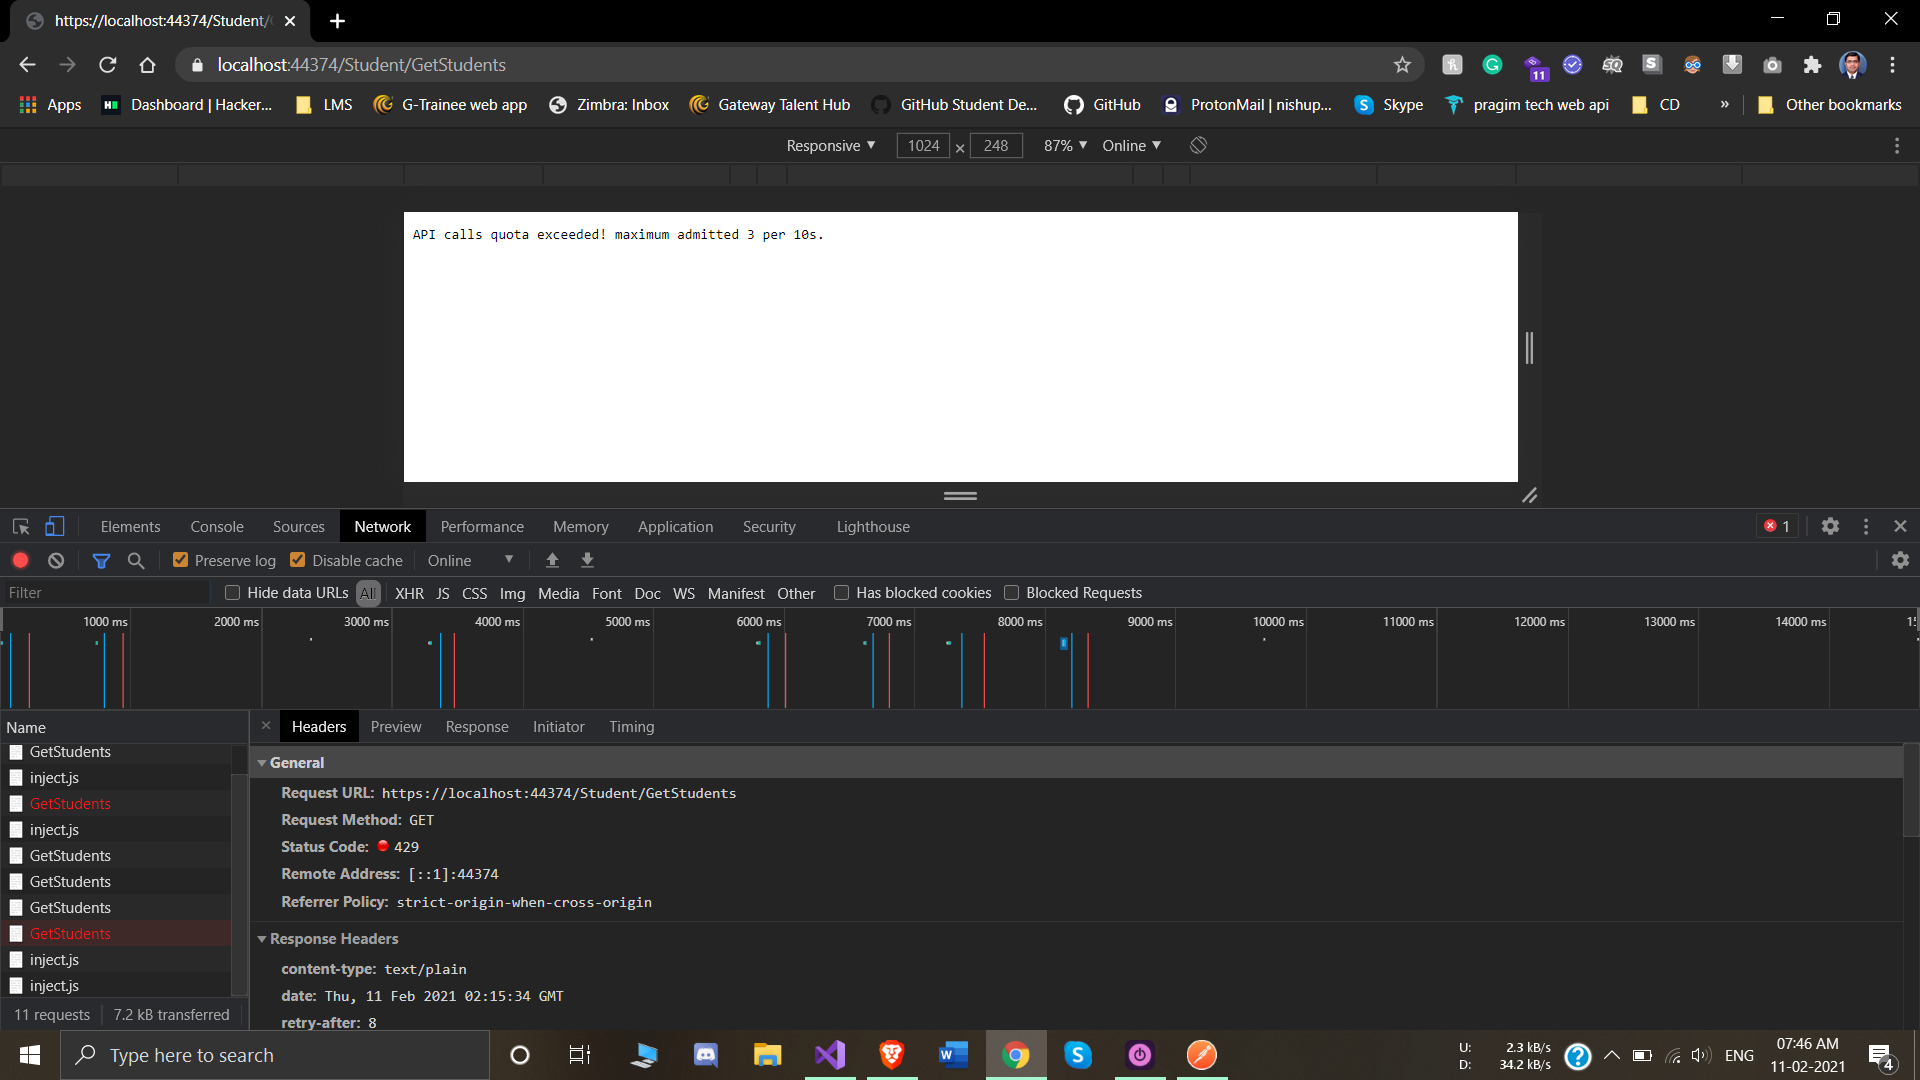 https://localhost:44374/Student/
localhost:44374/Student/GetStudents
11
Apps
Dashboard | Hacker...
LMS
G-Trainee web app
Zimbra: Inbox
Gateway Talent Hub
GitHub Student De...
GitHub
ProtonMail | nishup...
Skype
pragim tech web api
CD
»
Other bookmarks
Responsive
1024 × 248
87%
Online
API calls quota exceeded! maximum admitted 3 per 10s.
Elements Console Sources Network Performance Memory Application Security Lighthouse
1
Preserve log Disable cache Online
Filter Hide data URLs All XHR JS CSS Img Media Font Doc WS Manifest Other Has blocked cookies Blocked Requests
1000 ms 2000 ms 3000 ms 4000 ms 5000 ms 6000 ms 7000 ms 8000 ms 9000 ms 10000 ms 11000 ms 12000 ms 13000 ms 14000 ms
Name
GetStudents
inject.js
GetStudents
inject.js
GetStudents
GetStudents
GetStudents
GetStudents
inject.js
inject.js
11 requests 7.2 kB transferred
Headers Preview Response Initiator Timing
General
Request URL: https://localhost:44374/Student/GetStudents
Request Method: GET
Status Code: 429
Remote Address: [::1]:44374
Referrer Policy: strict-origin-when-cross-origin
Response Headers
content-type: text/plain
date: Thu, 11 Feb 2021 02:15:34 GMT
retry-after: 8
Type here to search
U: 2.3 kB/s
D: 34.2 kB/s
ENG
07:46 AM
11-02-2021
4